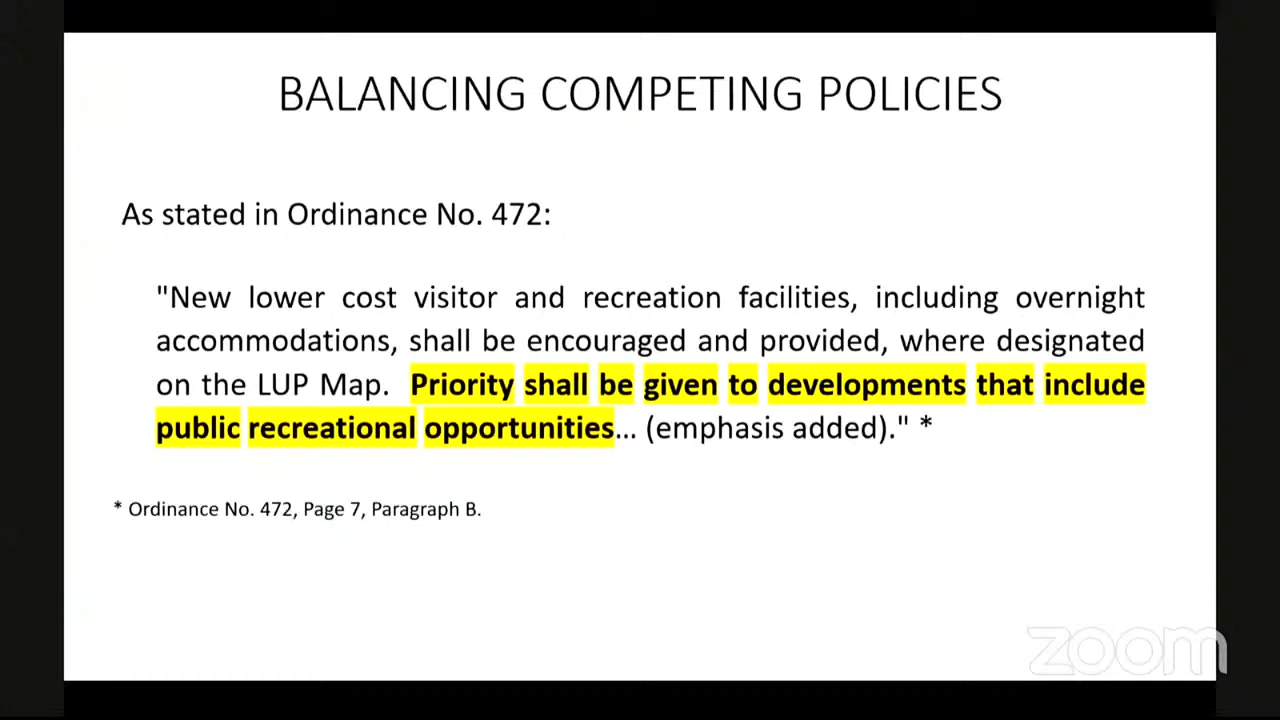 BALANCING COMPETING POLICIES
As stated in Ordinance No. 472:
"New lower cost visitor and recreation facilities, including overnight
accommodations, shall be encouraged and provided, where designated
on the LUP Map. Priority shall be given to developments that include
public recreational opportunities... (emphasis added)." *
* Ordinance No. 472, Page 7, Paragraph B.
zoom